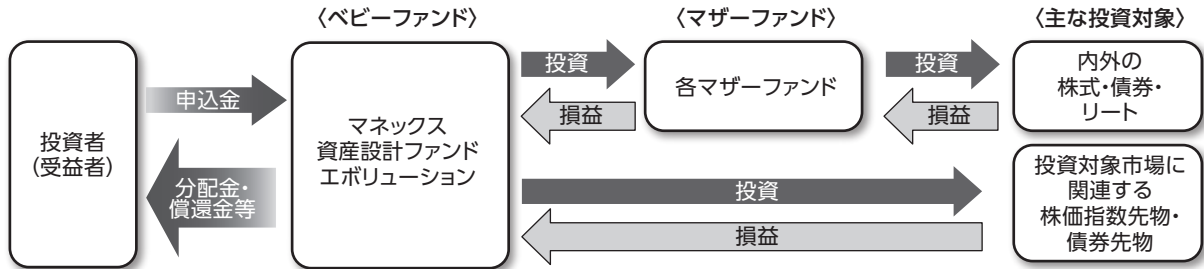 〈ベビーファンド〉
〈マザーファンド〉
〈主な投資対象〉
投資者
(受益者)
申込金
分配金・
償還金等
マネックス
資産設計ファンド
エボリューション
投資
損益
各マザーファンド
投資
損益
内外の
株式・債券・
リート
投資
損益
投資対象市場に
関連する
株価指数先物・
債券先物